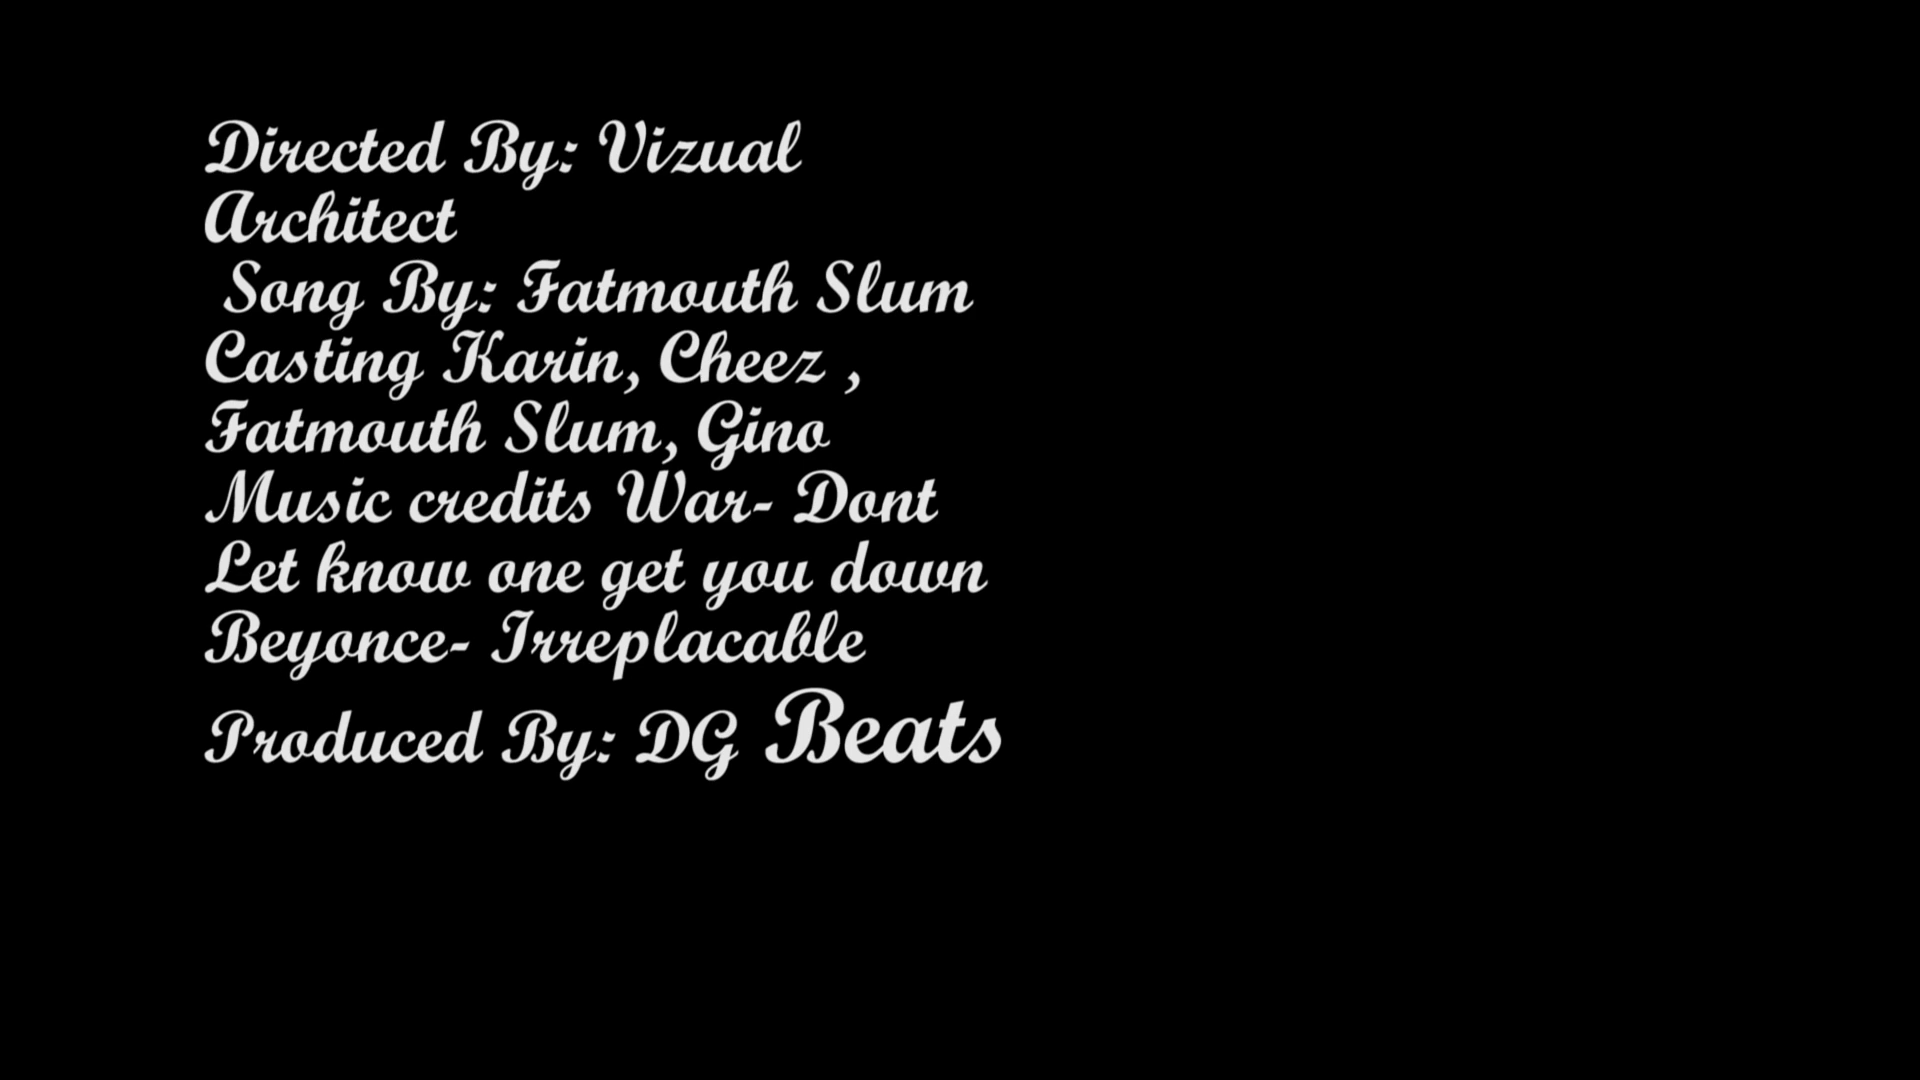 Directed By: Vizual
Architect
Song By: Fatmouth Slum
Casting Karin, Cheez ,
Fatmouth Slum, Gino
Music credits War- Dont
Let know one get you down
Beyonce- Irreplacable
Produced By: DG Beats